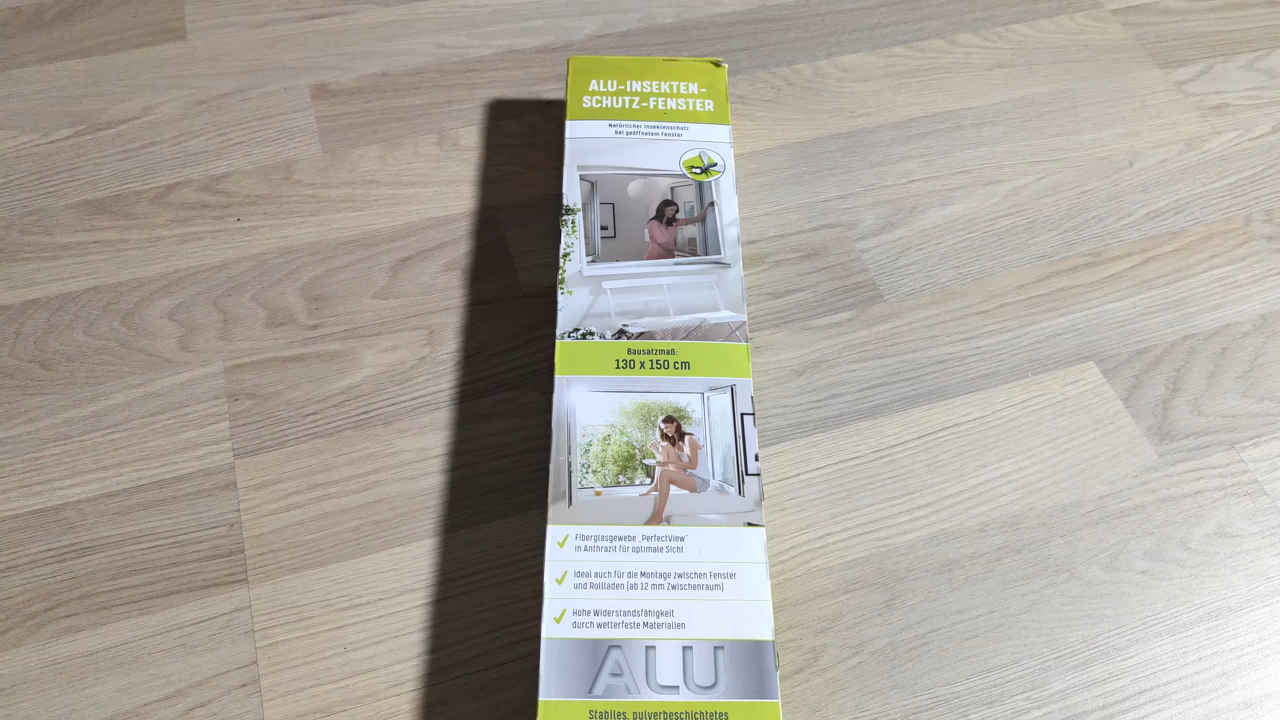 ALU-INSEKTEN-
SCHUTZ-FENSTER
Natürlicher Insektenschutz
bei geöffnetem Fenster
Bausatzmaß:
130 x 150 cm
Fiberglasgewebe „PerfectView"
in Anthrazit für optimale Sicht
Ideal auch für die Montage zwischen Fenster
und Rollladen (ab 12 mm Zwischenraum)
Hohe Widerstandsfähigkeit
durch wetterfeste Materialien
ALU
Stabiles, pulverbeschichtetes